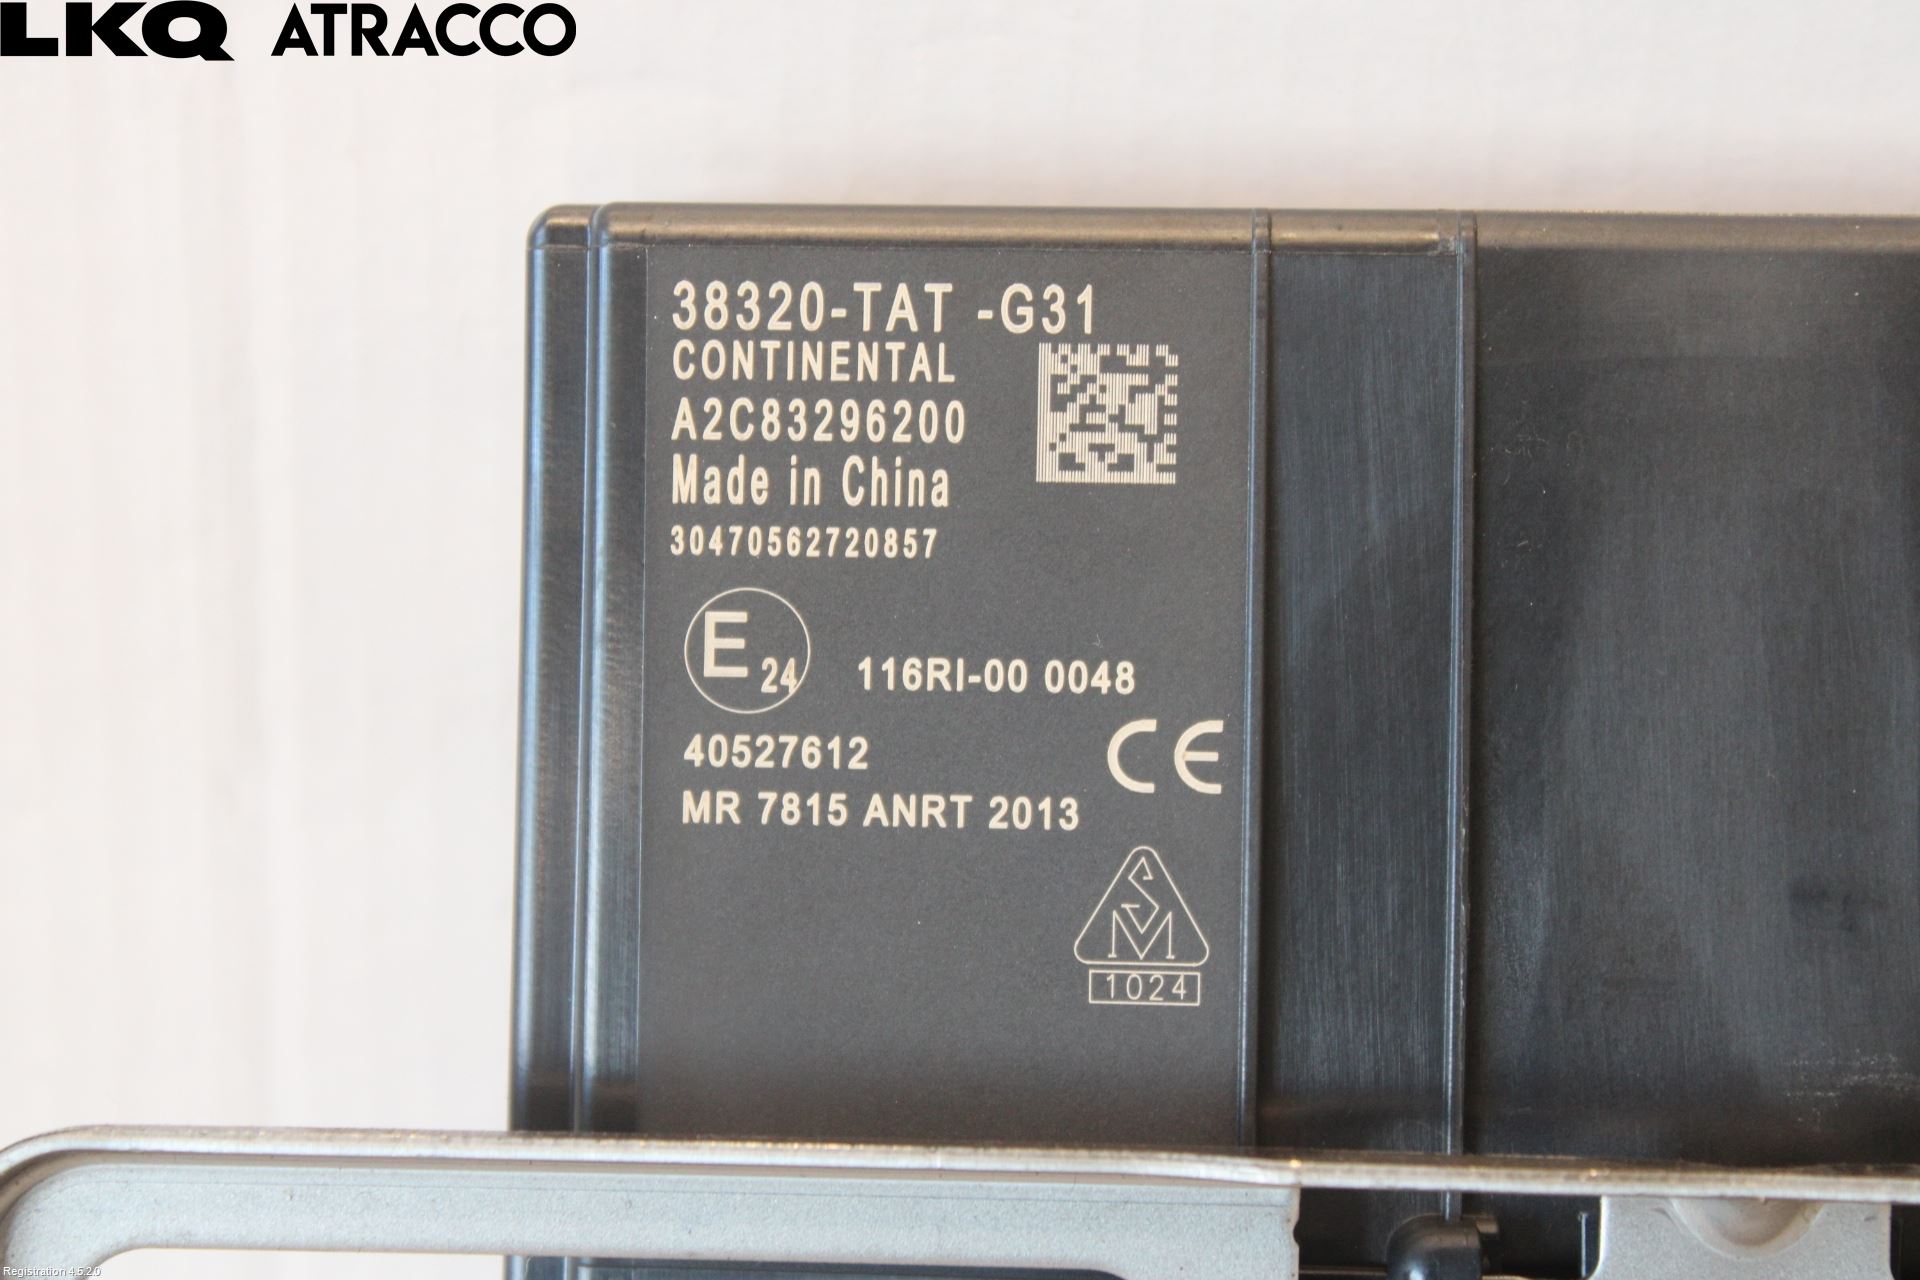 LKQ ATRACCO
38320-TAT -G31
CONTINENTAL
A2C83296200
Made in China
30470562720857
E 24 116RI-00 0048
40527612
CE
MR 7815 ANRT 2013
SM
1024
Registration 4.5.2.0